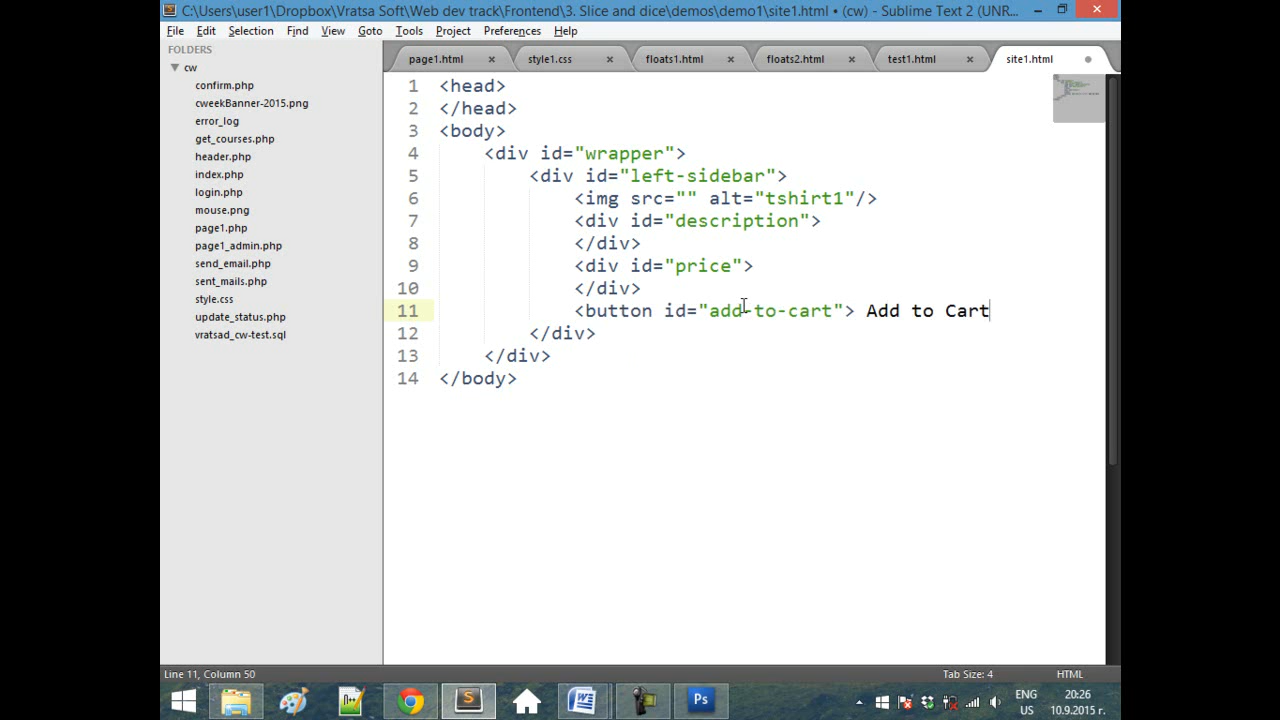 C:\Users\user1\Dropbox\Vratsa Soft\Web dev track\Frontend\3. Slice and dice\demos\demo1\site1.html • (cw) - Sublime Text 2 (UNR...
File Edit Selection Find View Goto Tools Project Preferences Help
FOLDERS
cw
confirm.php
cweekBanner-2015.png
error_log
get_courses.php
header.php
index.php
login.php
mouse.png
page1.php
page1_admin.php
send_email.php
sent_mails.php
style.css
update_status.php
vratsad_cw-test.sql
page1.html style1.css floats1.html floats2.html test1.html site1.html
1 <head>
2 </head>
3 <body>
4 <div id="wrapper">
5 <div id="left-sidebar">
6 <img src="" alt="tshirt1"/>
7 <div id="description">
8 </div>
9 <div id="price">
10 </div>
11 <button id="add-to-cart"> Add to Cart
12 </div>
13 </div>
14 </body>
Line 11, Column 50
Tab Size: 4 HTML
ENG
US
20:26
10.9.2015 г.